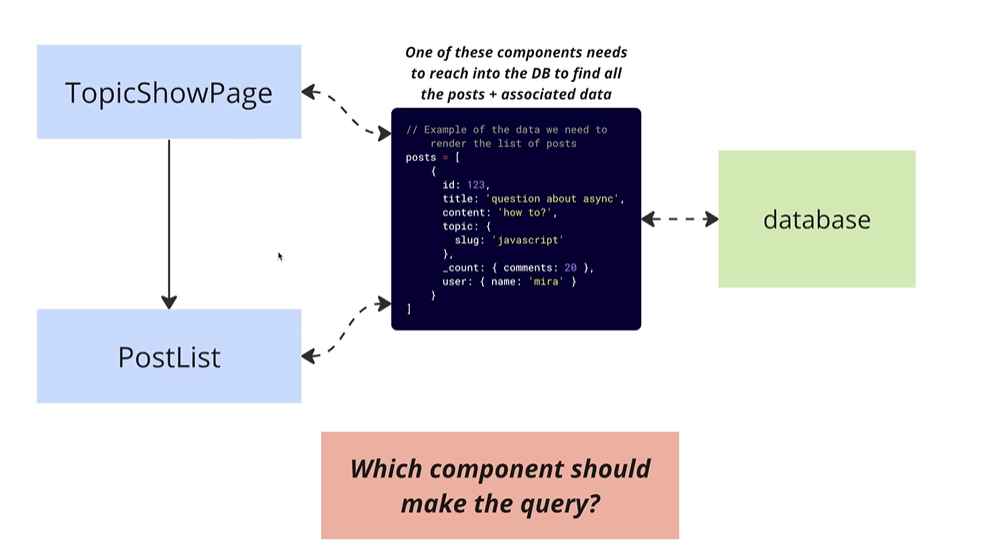 One of these components needs
to reach into the DB to find all
the posts + associated data
TopicShowPage
// Example of the data we need to
render the list of posts
posts = [
{
id: 123,
title: 'question about async',
content: 'how to?',
topic: {
slug: 'javascript'
},
_count: { comments: 20 },
user: { name: 'mira' }
}
]
database
PostList
Which component should
make the query?